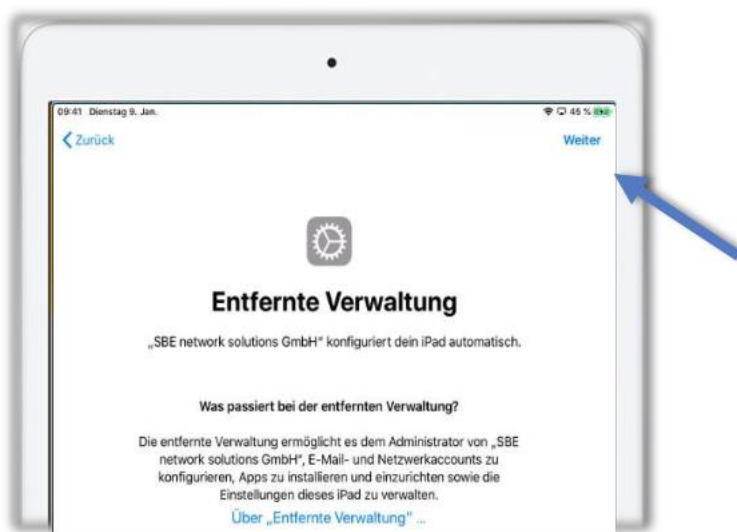 09:41 Dienstag 9. Jan.
45 %
Zurück
Weiter
Entfernte Verwaltung
„SBE network solutions GmbH“ konfiguriert dein iPad automatisch.
Was passiert bei der entfernten Verwaltung?
Die entfernte Verwaltung ermöglicht es dem Administrator von „SBE
network solutions GmbH“, E-Mail- und Netzwerkaccounts zu
konfigurieren, Apps zu installieren und einzurichten sowie die
Einstellungen dieses iPad zu verwalten.
Über „Entfernte Verwaltung“ ...